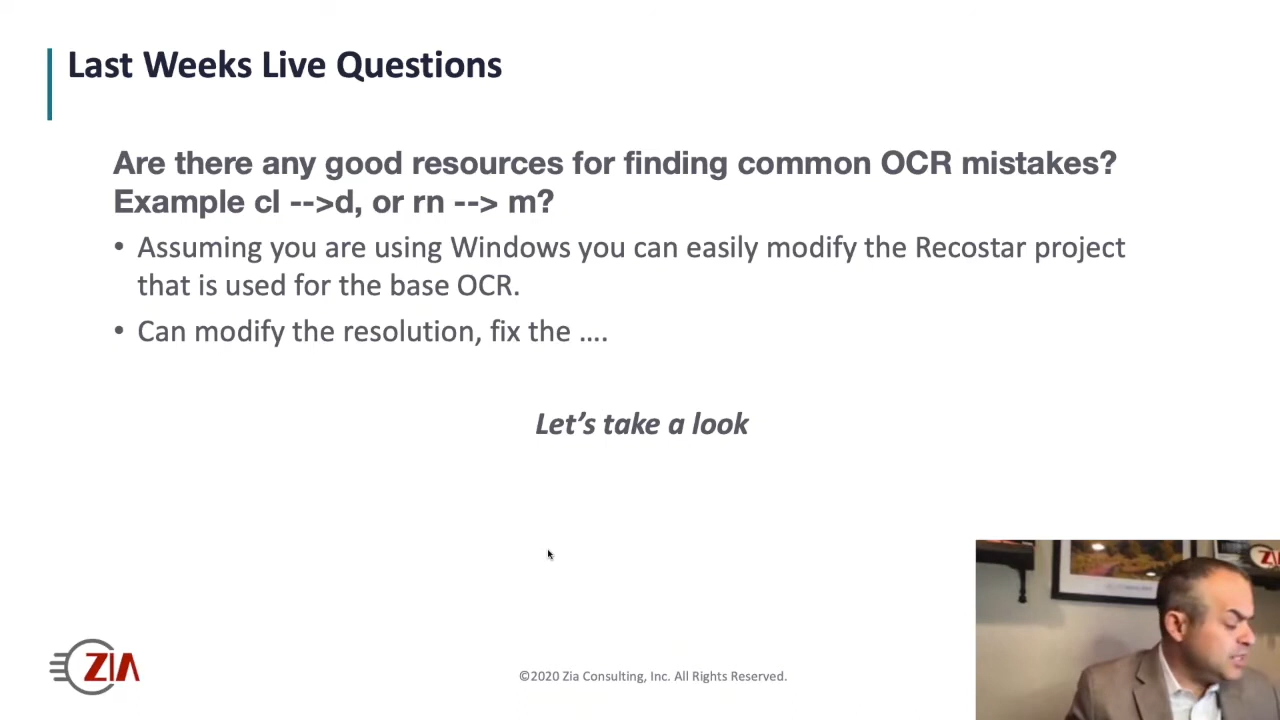 Last Weeks Live Questions
Are there any good resources for finding common OCR mistakes?
Example cl -->d, or rn --> m?
• Assuming you are using Windows you can easily modify the Recostar project
that is used for the base OCR.
• Can modify the resolution, fix the ....
Let’s take a look
ZIA
©2020 Zia Consulting, Inc. All Rights Reserved.